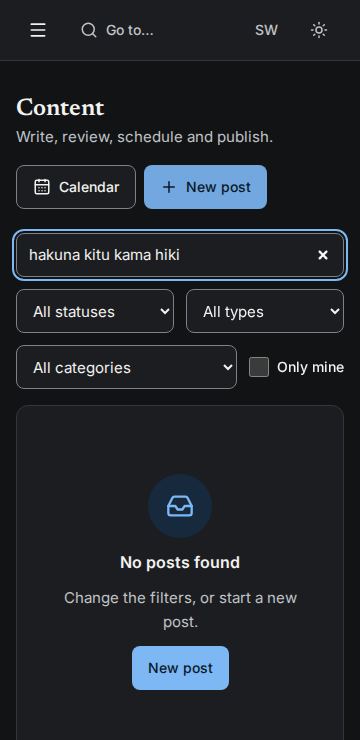 Go to...
SW
Content
Write, review, schedule and publish.
Calendar
New post
hakuna kitu kama hiki
All statuses
All types
All categories
Only mine
No posts found
Change the filters, or start a new
post.
New post